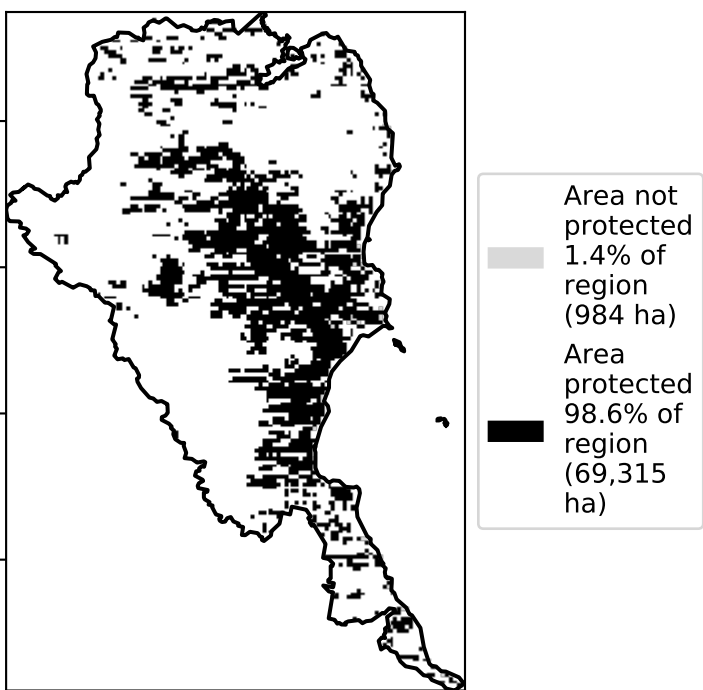 Area not
protected
1.4% of
region
(984 ha)
Area
protected
98.6% of
region
(69,315
ha)